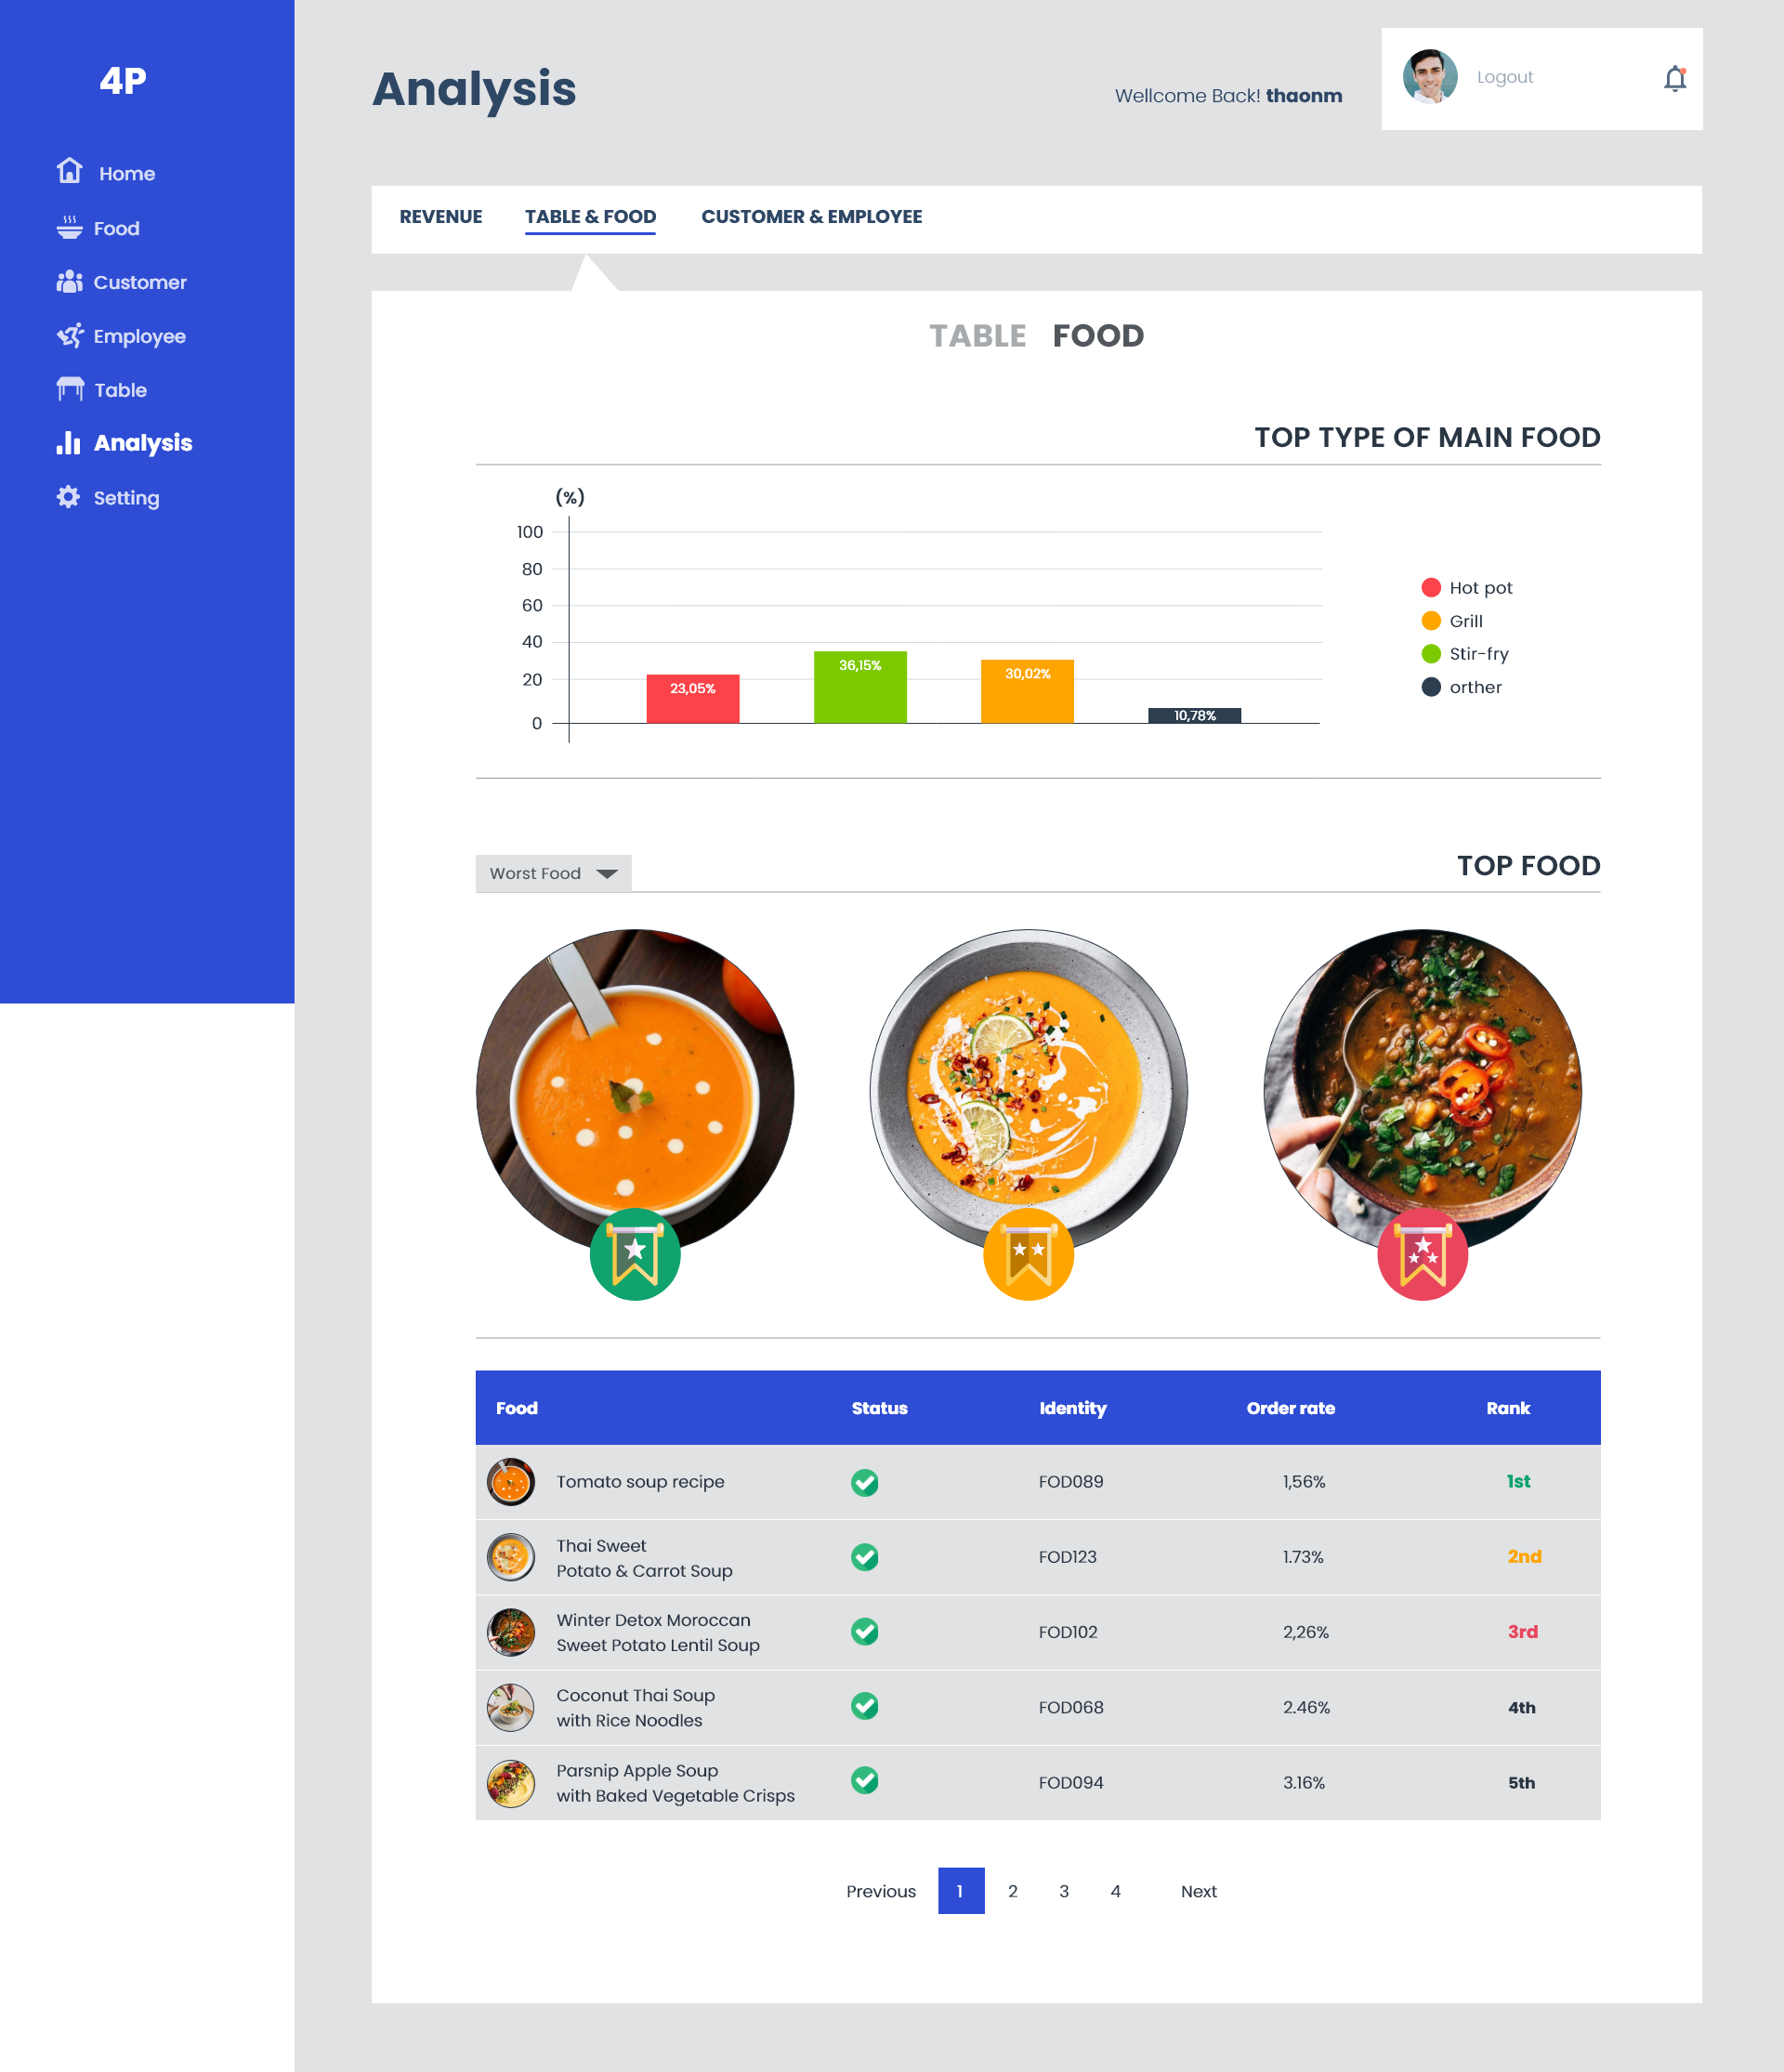 4P
Home
Food
Customer
Employee
Table
Analysis
Setting
Analysis
Wellcome Back! thaonm
Logout
REVENUE
TABLE & FOOD
CUSTOMER & EMPLOYEE
TABLE FOOD
TOP TYPE OF MAIN FOOD
(%)
100
80
60
40
20
0
23,05%
36,15%
30,02%
10,78%
Hot pot
Grill
Stir-fry
orther
Worst Food
TOP FOOD
Food Status Identity Order rate Rank
Tomato soup recipe FOD089 1,56% 1st
Thai Sweet
Potato & Carrot Soup FOD123 1.73% 2nd
Winter Detox Moroccan
Sweet Potato Lentil Soup FOD102 2,26% 3rd
Coconut Thai Soup
with Rice Noodles FOD068 2.46% 4th
Parsnip Apple Soup
with Baked Vegetable Crisps FOD094 3.16% 5th
Previous 1 2 3 4 Next